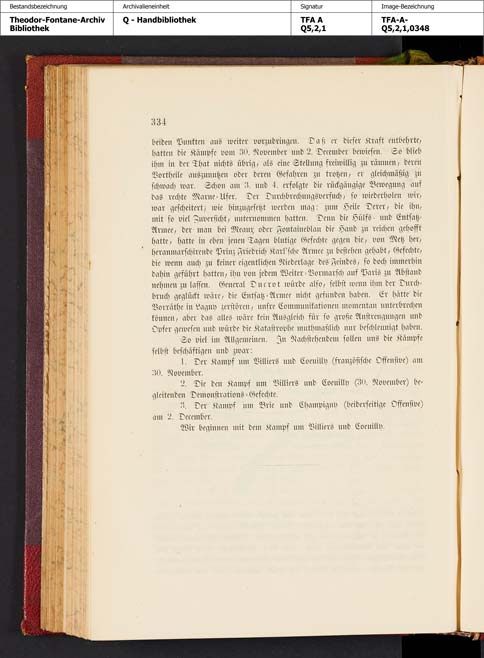 Bestandsbezeichnung Archivalieneinheit Signatur Image-Bezeichnung
Theodor-Fontane-Archiv Q - Handbibliothek TFA A TFA-A-
Bibliothek Q5,2,1 Q5,2,1,0348
334
beiden Punkten aus weiter vorzudringen. Daß er dieser Kraft entbehrte,
hatten die Kämpfe vom 30. November und 2. December bewiesen. So blieb
ihm in der That nichts übrig, als eine Stellung freiwillig zu räumen, deren
Vortheile auszunutzen oder deren Gefahren zu trotzen, er gleichmäßig zu
schwach war. Schon am 3. und 4. erfolgte die rückgängige Bewegung auf
das rechte Marne-Ufer. Der Durchbrechungsversuch, so wiederholen wir,
war gescheitert; wie hinzugesetzt werden mag: zum Heile Derer, die ihn,
mit so viel Zuversicht, unternommen hatten. Denn die Hülfs- und Entsatz-
Armee, der man bei Meaux oder Fontainebleau die Hand zu reichen gehofft
hatte, hatte in eben jenen Tagen blutige Gefechte gegen die, von Metz her,
heranmarschirende Prinz Friedrich Karl'sche Armee zu bestehen gehabt, Gefechte,
die wenn auch zu keiner eigentlichen Niederlage des Feindes, so doch immerhin
dahin geführt hatten, ihn von jedem Weiter-Vormarsch auf Paris zu Abstand
nehmen zu lassen. General Ducrot würde also, selbst wenn ihm der Durch-
bruch geglückt wäre, die Entsatz-Armee nicht gefunden haben. Er hätte die
Vorräthe in Lagny zerstören, unsre Communikationen momentan unterbrechen
können, aber das alles wäre kein Ausgleich für so große Anstrengungen und
Opfer gewesen und würde die Katastrophe muthmaßlich nur beschleunigt haben.
So viel im Allgemeinen. In Nachstehendem sollen uns die Kämpfe
selbst beschäftigen und zwar:
1. Der Kampf um Villiers und Coeuilly (französische Offensive) am
30. November.
2. Die den Kampf um Villiers und Coeuilly (30. November) be-
gleitenden Demonstrations-Gefechte.
3. Der Kampf um Brie und Champigny (beiderseitige Offensive)
am 2. December.
Wir beginnen mit dem Kampf um Villiers und Coeuilly.